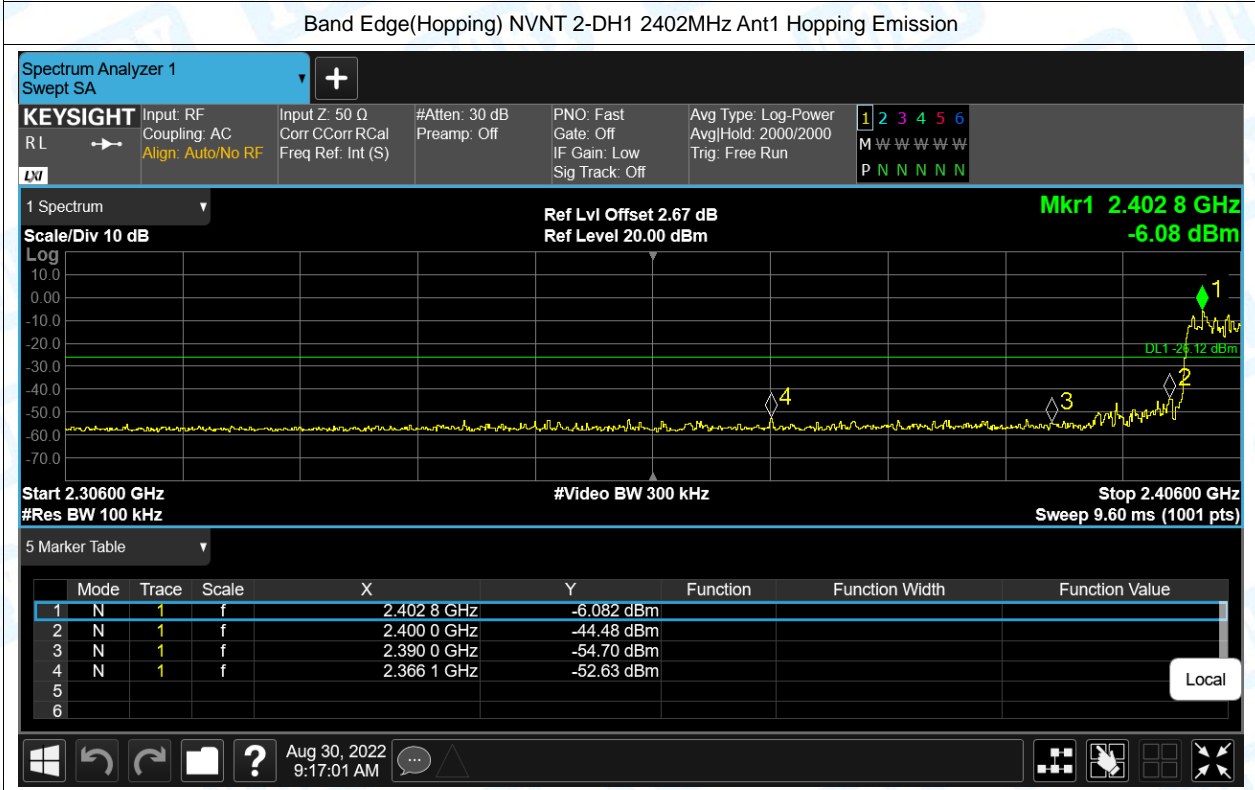 Band Edge(Hopping) NVNT 2-DH1 2402MHz Ant1 Hopping Emission
Spectrum Analyzer 1
Swept SA
+
KEYSIGHT
R L
LXI
Input: RF
Coupling: AC
Align: Auto/No RF
Input Z: 50 Ω
Corr CCorr RCal
Freq Ref: Int (S)
#Atten: 30 dB
Preamp: Off
PNO: Fast
Gate: Off
IF Gain: Low
Sig Track: Off
Avg Type: Log-Power
Avg|Hold: 2000/2000
Trig: Free Run
1 2 3 4 5 6
M W W W W W
P N N N N N
1 Spectrum
Scale/Div 10 dB
Ref Lvl Offset 2.67 dB
Ref Level 20.00 dBm
Mkr1 2.402 8 GHz
-6.08 dBm
Log
10.0
0.00
-10.0
-20.0
-30.0
-40.0
-50.0
-60.0
-70.0
1
DL1 -26.12 dBm
2
3
4
Start 2.30600 GHz
#Video BW 300 kHz
Stop 2.40600 GHz
#Res BW 100 kHz
Sweep 9.60 ms (1001 pts)
5 Marker Table
Mode Trace Scale X Y Function Function Width Function Value
1 N 1 f 2.402 8 GHz -6.082 dBm
2 N 1 f 2.400 0 GHz -44.48 dBm
3 N 1 f 2.390 0 GHz -54.70 dBm
4 N 1 f 2.366 1 GHz -52.63 dBm
5
6
Local
?
Aug 30, 2022
9:17:01 AM